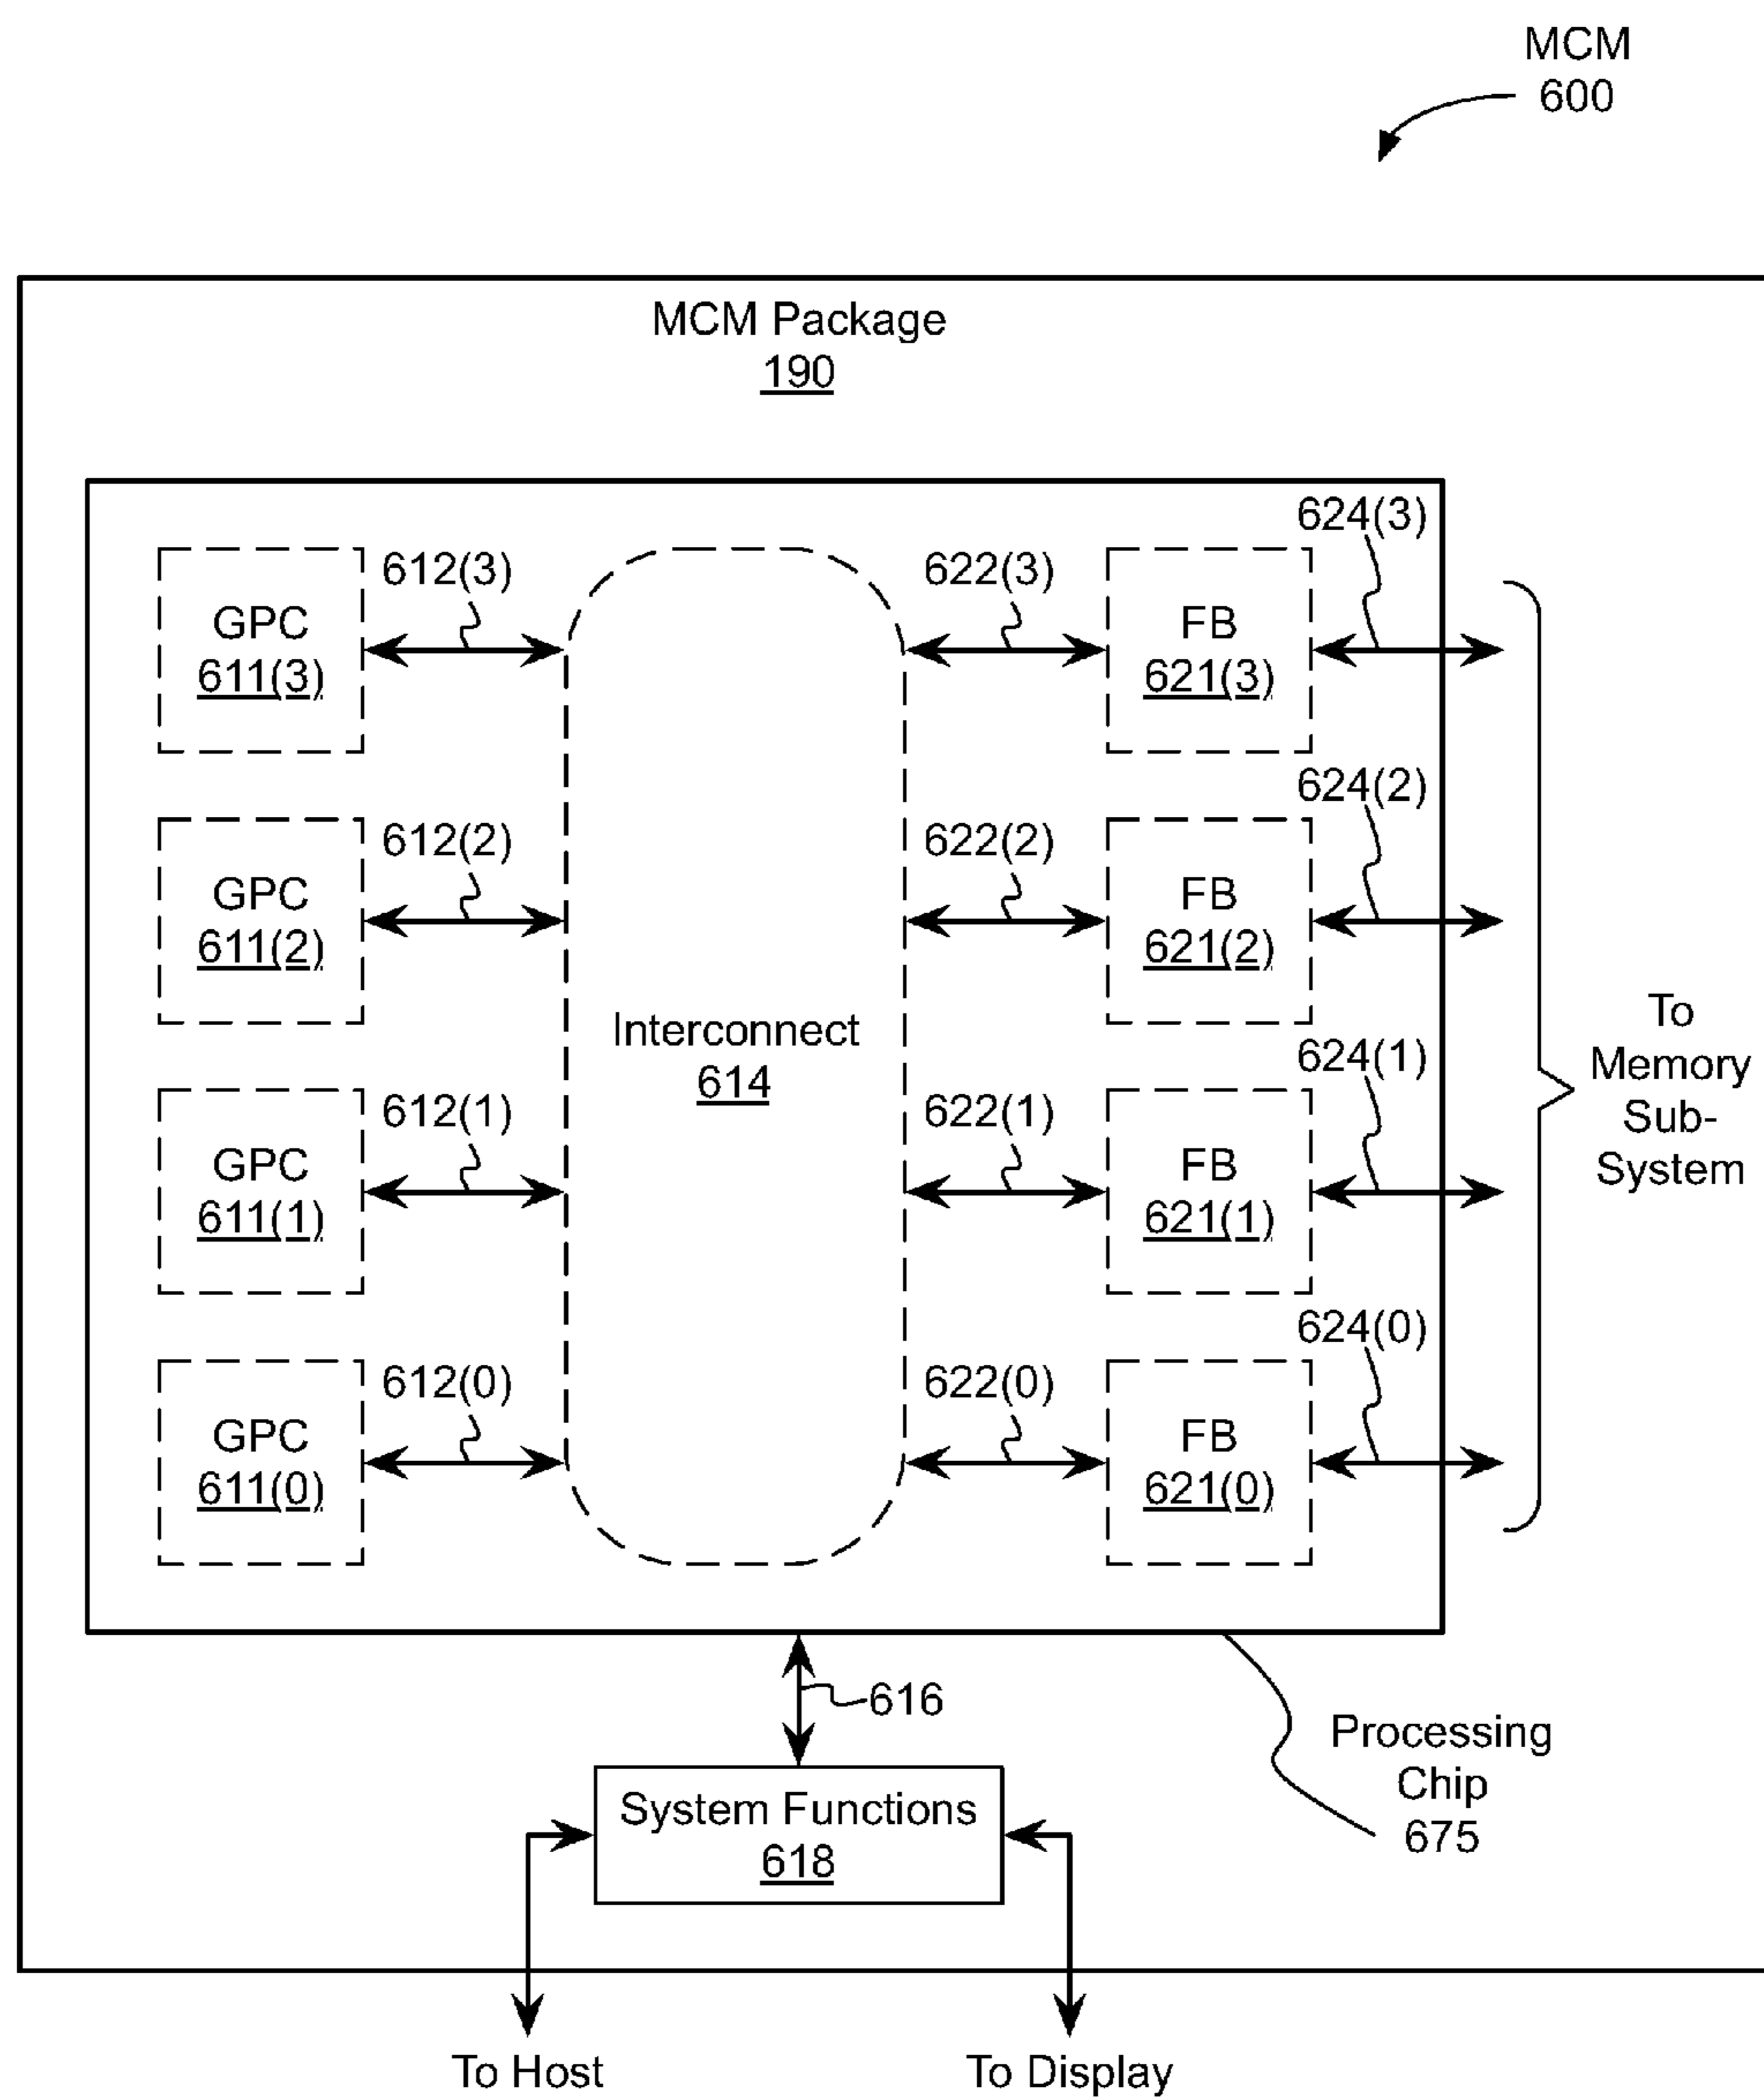 MCM
600
MCM Package
190
624(3)
612(3)
622(3)
GPC
611(3)
FB
621(3)
624(2)
612(2)
622(2)
GPC
611(2)
FB
621(2)
Interconnect
614
To
Memory
Sub-
System
624(1)
612(1)
622(1)
GPC
611(1)
FB
621(1)
624(0)
612(0)
622(0)
GPC
611(0)
FB
621(0)
616
Processing
Chip
675
System Functions
618
To Host
To Display